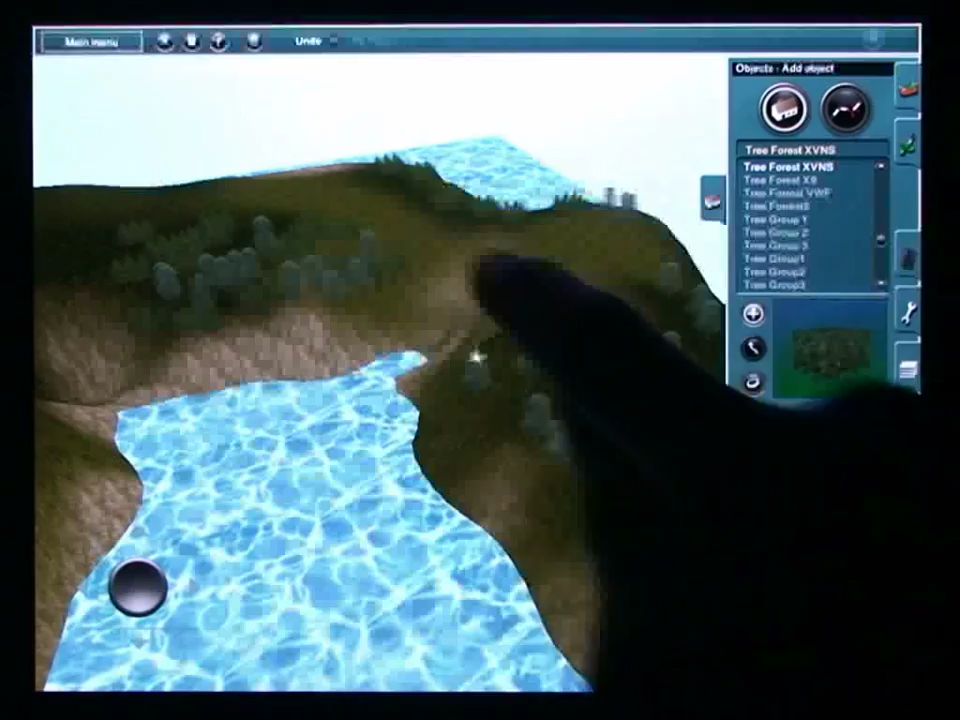 Main menu
Undo
Objects - Add object
Tree Forest XVNS
Tree Forest XVNS
Tree Forest X9
Tree Forest VWF
Tree Forest8
Tree Group 1
Tree Group 2
Tree Group 3
Tree Group1
Tree Group2
Tree Group3